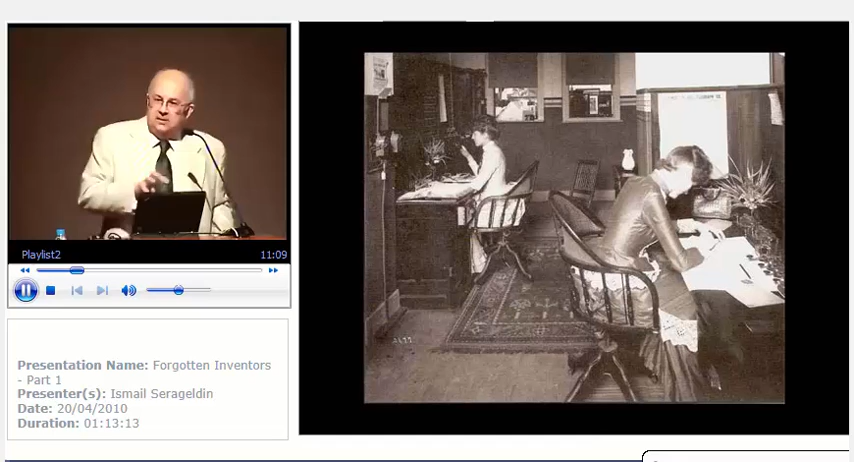 Playlist2 11:09
Presentation Name: Forgotten Inventors
- Part 1
Presenter(s): Ismail Serageldin
Date: 20/04/2010
Duration: 01:13:13